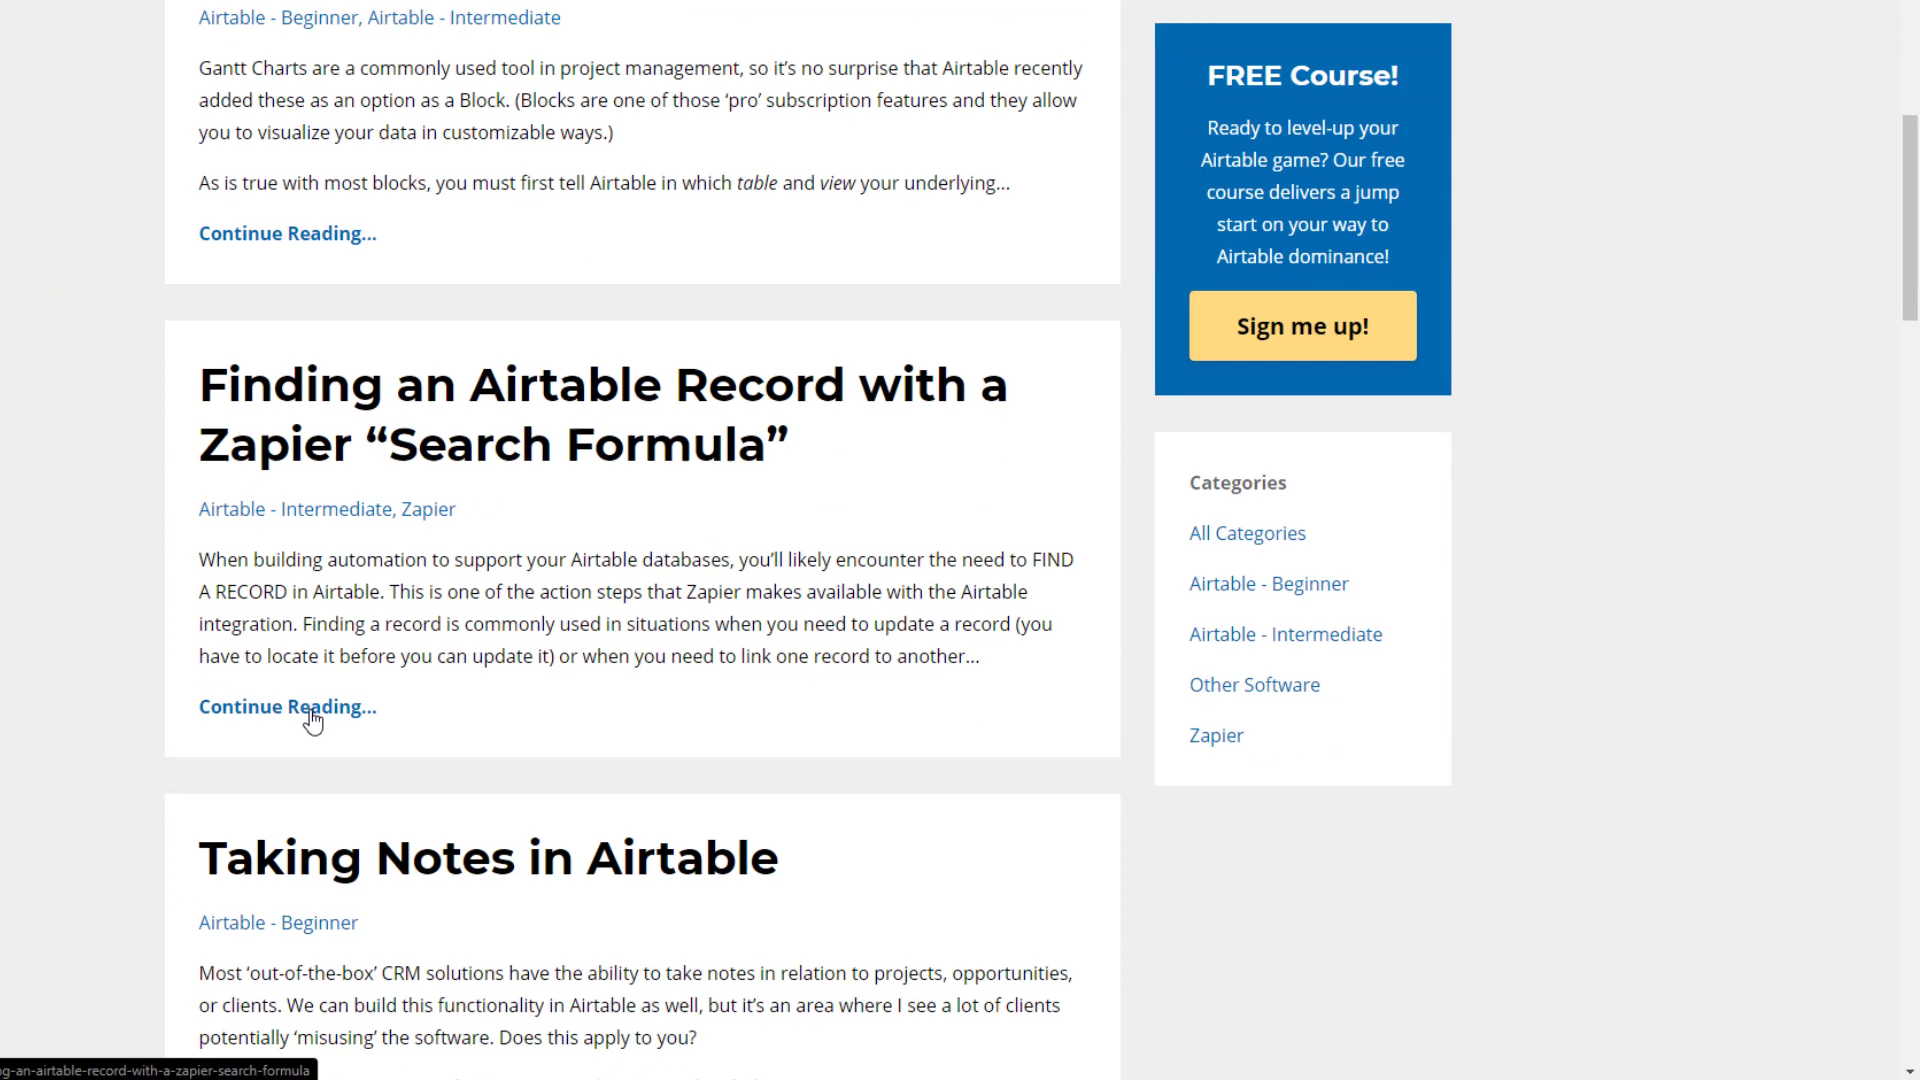 Airtable - Beginner, Airtable - Intermediate
Gantt Charts are a commonly used tool in project management, so it’s no surprise that Airtable recently
added these as an option as a Block. (Blocks are one of those ‘pro’ subscription features and they allow
you to visualize your data in customizable ways.)
As is true with most blocks, you must first tell Airtable in which table and view your underlying...
Continue Reading...
Finding an Airtable Record with a
Zapier “Search Formula”
Airtable - Intermediate, Zapier
When building automation to support your Airtable databases, you’ll likely encounter the need to FIND
A RECORD in Airtable. This is one of the action steps that Zapier makes available with the Airtable
integration. Finding a record is commonly used in situations when you need to update a record (you
have to locate it before you can update it) or when you need to link one record to another...
Continue Reading...
Taking Notes in Airtable
Airtable - Beginner
Most ‘out-of-the-box’ CRM solutions have the ability to take notes in relation to projects, opportunities,
or clients. We can build this functionality in Airtable as well, but it’s an area where I see a lot of clients
potentially ‘misusing’ the software. Does this apply to you?
FREE Course!
Ready to level-up your
Airtable game? Our free
course delivers a jump
start on your way to
Airtable dominance!
Sign me up!
Categories
All Categories
Airtable - Beginner
Airtable - Intermediate
Other Software
Zapier
ng-an-airtable-record-with-a-zapier-search-formula